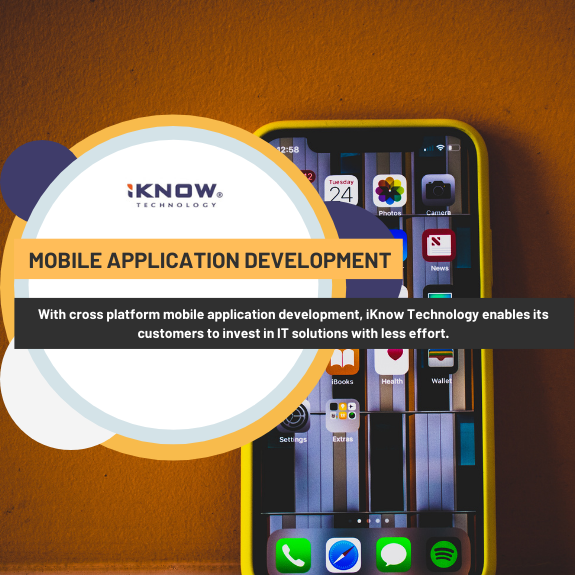 12:58
Tuesday
24
Photos
Camera
iKNOW®
TECHNOLOGY
News
MOBILE APPLICATION DEVELOPMENT
With cross platform mobile application development, iKnow Technology enables its
customers to invest in IT solutions with less effort.
iBooks
Health
Wallet
Settings
Extras